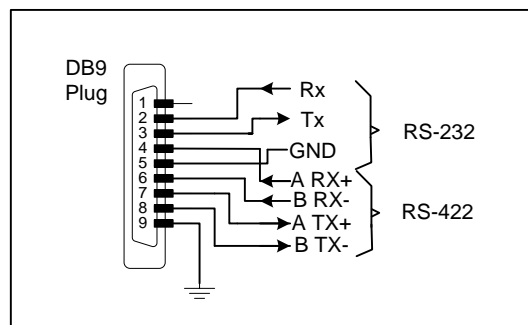 DB9
Plug
1
2
3
4
5
6
7
8
9
Rx
Tx
GND
A RX+
B RX-
A TX+
B TX-
RS-232
RS-422